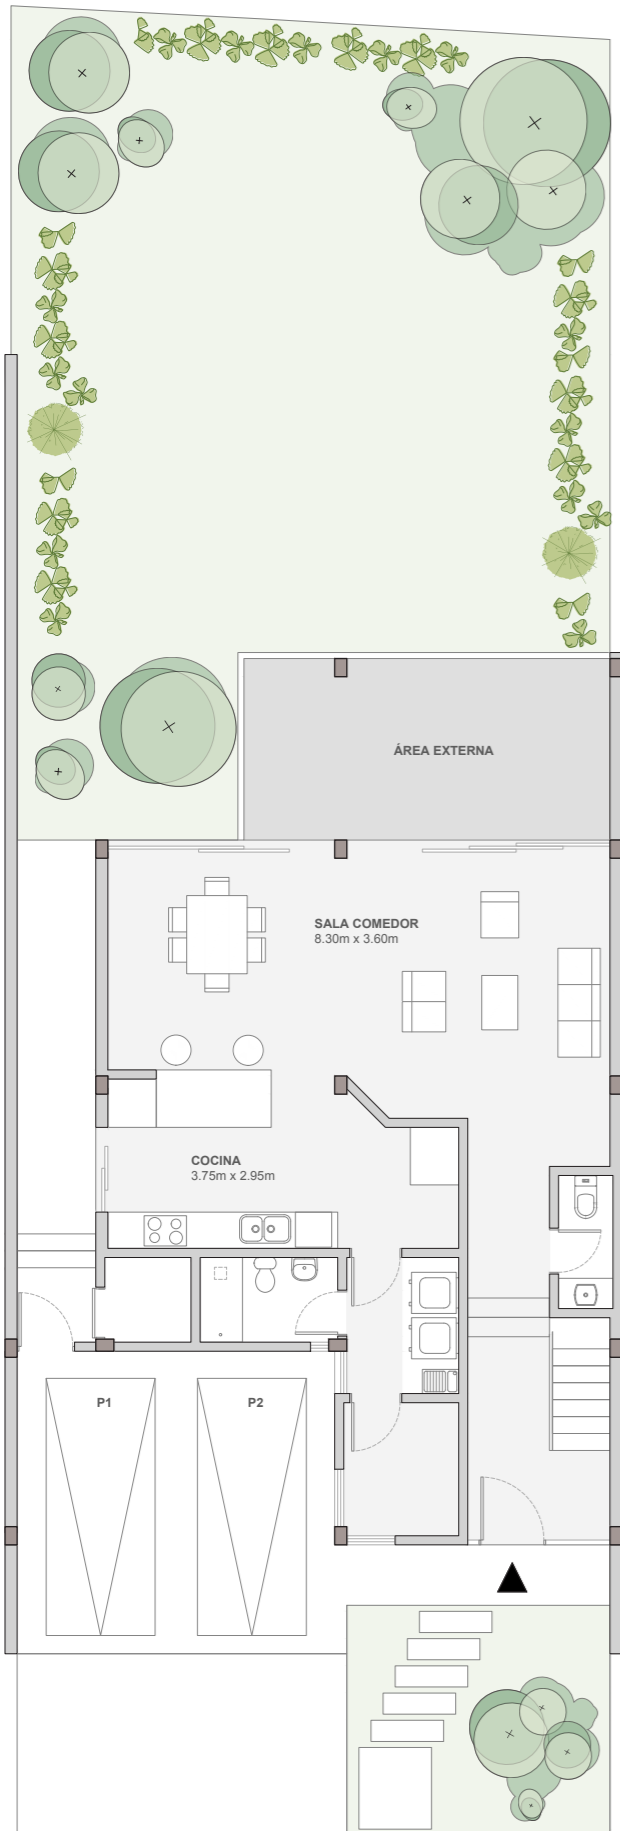 ÁREA EXTERNA
SALA COMEDOR
8.30m x 3.60m
COCINA
3.75m x 2.95m
P1
P2